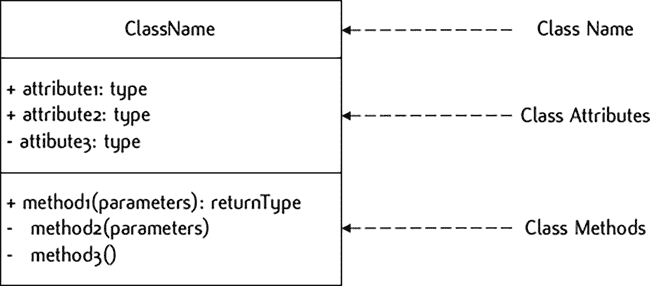 ClassName
Class Name
+ attribute1: type
+ attribute2: type
- attibute3: type
Class Attributes
+ method1(parameters): returnType
- method2(parameters)
- method3()
Class Methods